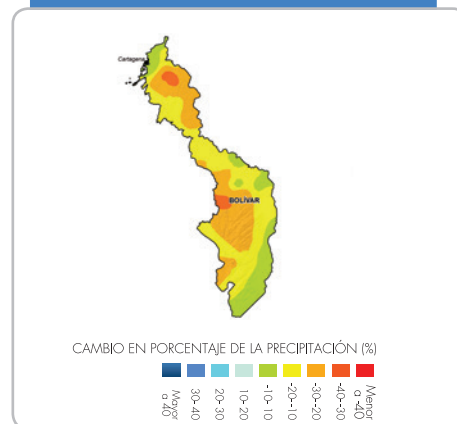 Cartagena
BOLÍVAR
CAMBIO EN PORCENTAJE DE LA PRECIPITACIÓN (%)
Mayor a 40
30- 40
20- 30
10- 20
-10- 10
-20--10
-30--20
-40--30
Menor a -40